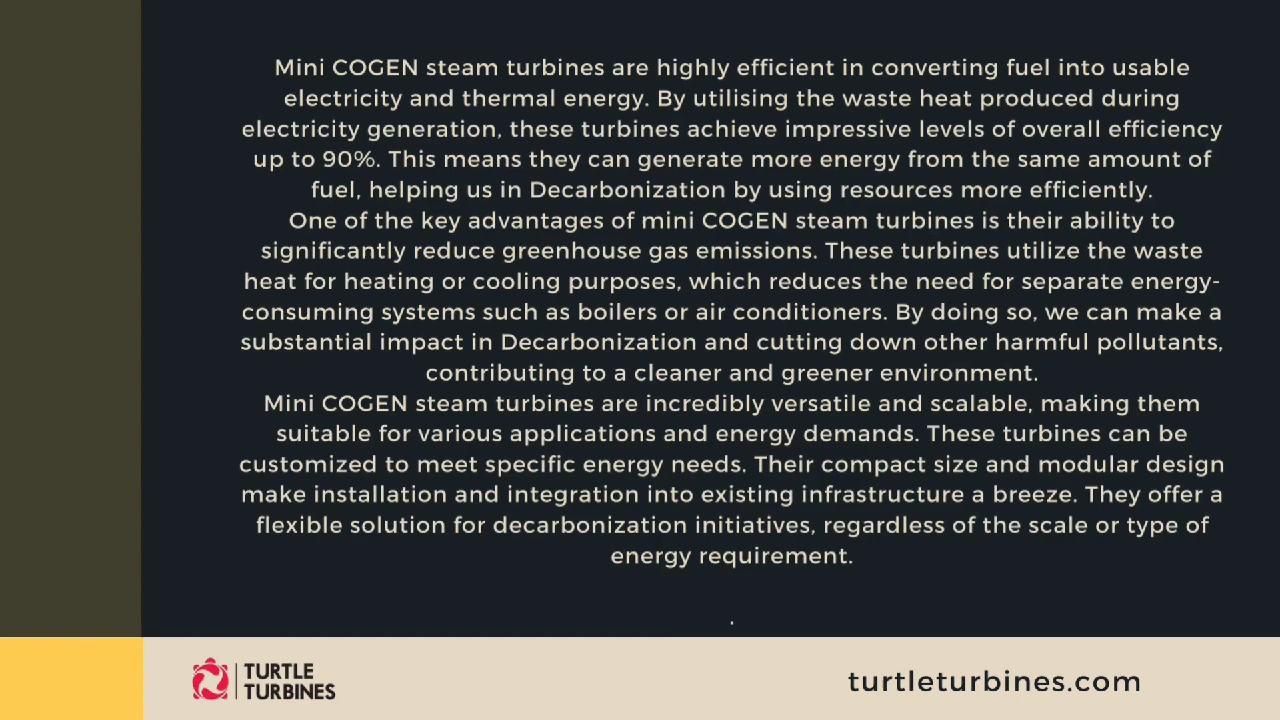 Mini COGEN steam turbines are highly efficient in converting fuel into usable
electricity and thermal energy. By utilising the waste heat produced during
electricity generation, these turbines achieve impressive levels of overall efficiency
up to 90%. This means they can generate more energy from the same amount of
fuel, helping us in Decarbonization by using resources more efficiently.
One of the key advantages of mini COGEN steam turbines is their ability to
significantly reduce greenhouse gas emissions. These turbines utilize the waste
heat for heating or cooling purposes, which reduces the need for separate energy-
consuming systems such as boilers or air conditioners. By doing so, we can make a
substantial impact in Decarbonization and cutting down other harmful pollutants,
contributing to a cleaner and greener environment.
Mini COGEN steam turbines are incredibly versatile and scalable, making them
suitable for various applications and energy demands. These turbines can be
customized to meet specific energy needs. Their compact size and modular design
make installation and integration into existing infrastructure a breeze. They offer a
flexible solution for decarbonization initiatives, regardless of the scale or type of
energy requirement.
.
TURTLE
TURBINES
turtleturbines.com